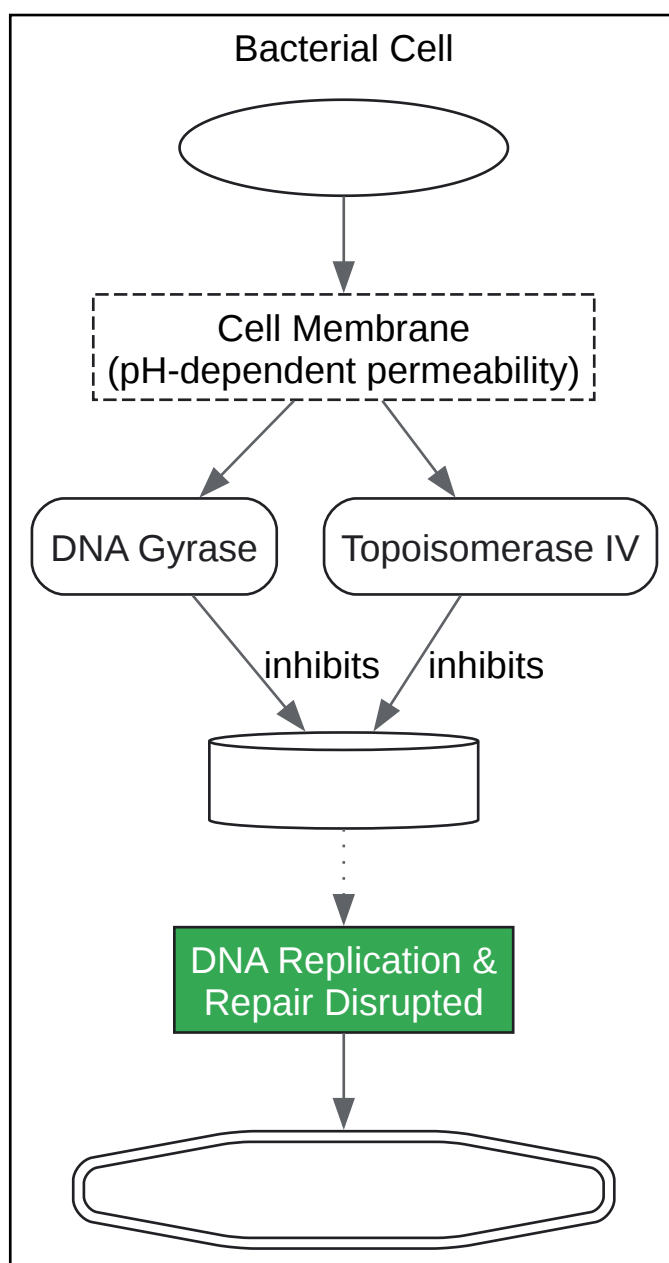 Bacterial Cell
Cell Membrane
(pH-dependent permeability)
DNA Gyrase
Topoisomerase IV
inhibits
inhibits
DNA Replication &
Repair Disrupted